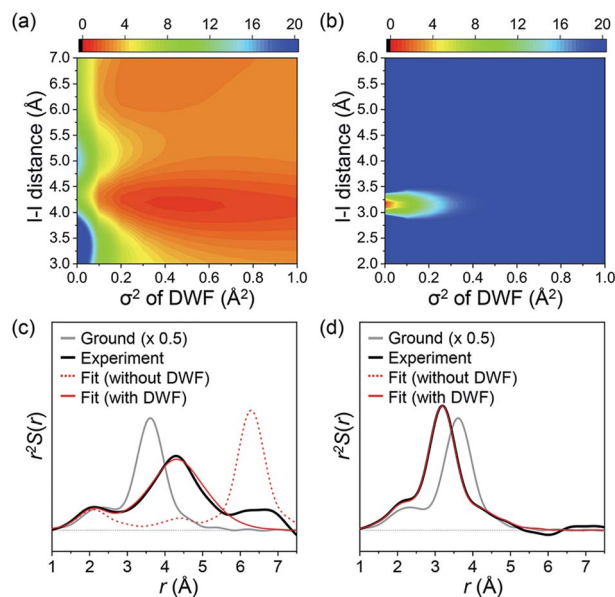 (a)
0 4 8 12 16 20
7.0
6.5
6.0
5.5
5.0
4.5
4.0
3.5
3.0
I–I distance (Å)
0.0 0.2 0.4 0.6 0.8 1.0
σ² of DWF (Å²)
(b)
0 4 8 12 16 20
6.0
5.5
5.0
4.5
4.0
3.5
3.0
2.5
2.0
I–I distance (Å)
0.0 0.2 0.4 0.6 0.8 1.0
σ² of DWF (Å²)
(c)
Ground (x 0.5)
Experiment
Fit (without DWF)
Fit (with DWF)
r²S(r)
1 2 3 4 5 6 7
r (Å)
(d)
Ground (x 0.5)
Experiment
Fit (without DWF)
Fit (with DWF)
r²S(r)
1 2 3 4 5 6 7
r (Å)